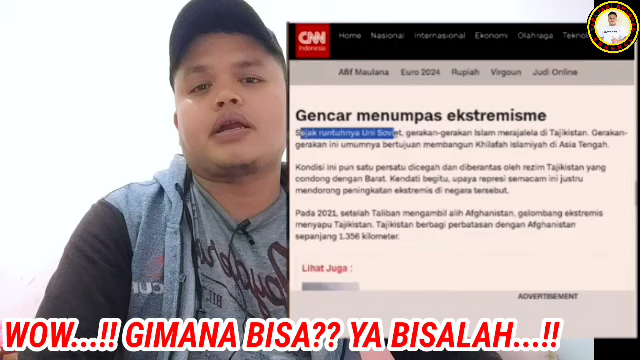 CNN
Indonesia
Home Nasional Internasional Ekonomi Olahraga Teknol
Afif Maulana Euro 2024 Rupiah Virgoun Judi Online
Gencar menumpas ekstremisme
Sejak runtuhnya Uni Soviet, gerakan-gerakan Islam merajalela di Tajikistan. Gerakan-
gerakan ini umumnya bertujuan membangun Khilafah Islamiyah di Asia Tengah.
Kondisi ini pun satu persatu dicegah dan diberantas oleh rezim Tajikistan yang
condong dengan Barat. Kendati begitu, upaya represi semacam ini justru
mendorong peningkatan ekstremis di negara tersebut.
Pada 2021, setelah Taliban mengambil alih Afghanistan, gelombang ekstremis
menyapu Tajikistan. Tajikistan berbagi perbatasan dengan Afghanistan
sepanjang 1.356 kilometer.
Lihat Juga :
ADVERTISEMENT
WOW...!! GIMANA BISA?? YA BISALAH...!!